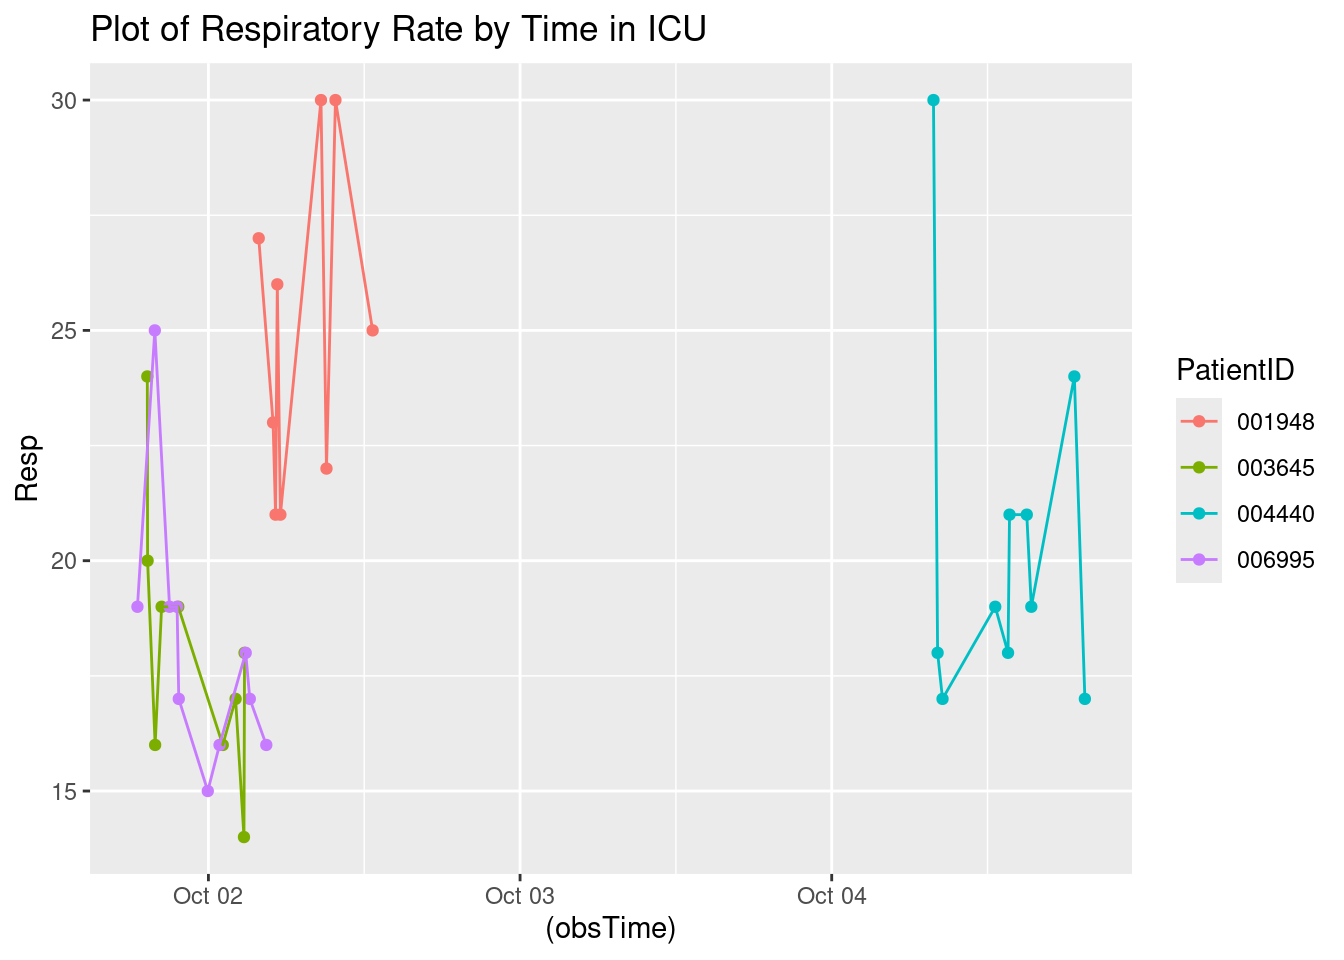 Plot of Respiratory Rate by Time in ICU
30
25
20
15
Resp
Oct 02
Oct 03
Oct 04
(obsTime)
PatientID
001948
003645
004440
006995